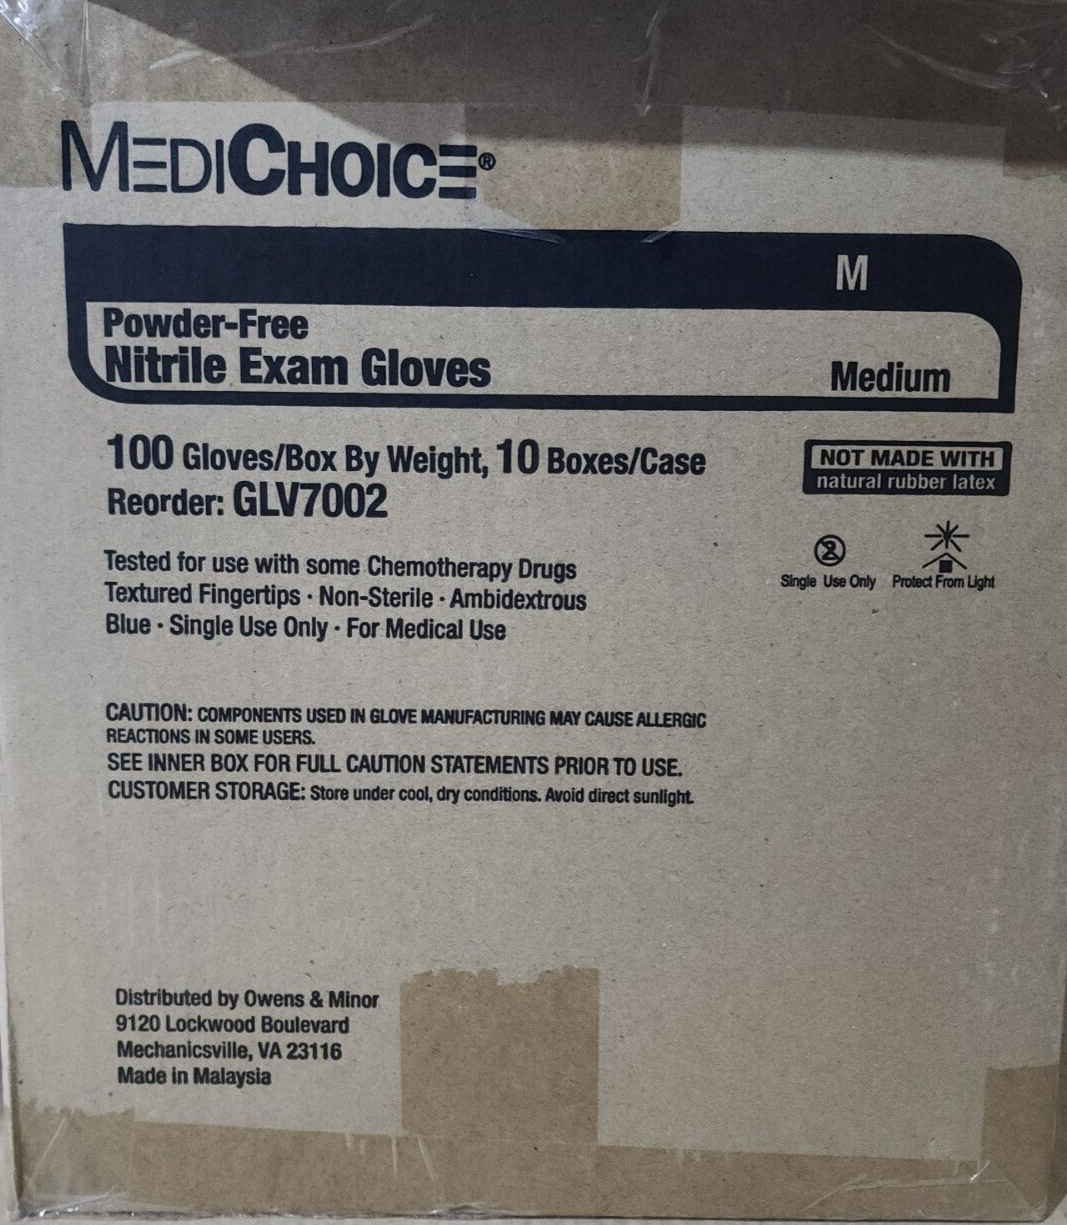 MEDICHOICE®
M
Powder-Free
Nitrile Exam Gloves
Medium
100 Gloves/Box By Weight, 10 Boxes/Case
Reorder: GLV7002
NOT MADE WITH
natural rubber latex
Tested for use with some Chemotherapy Drugs
Textured Fingertips · Non-Sterile · Ambidextrous
Blue · Single Use Only · For Medical Use
2
Single Use Only
Protect From Light
CAUTION: COMPONENTS USED IN GLOVE MANUFACTURING MAY CAUSE ALLERGIC
REACTIONS IN SOME USERS.
SEE INNER BOX FOR FULL CAUTION STATEMENTS PRIOR TO USE.
CUSTOMER STORAGE: Store under cool, dry conditions. Avoid direct sunlight.
Distributed by Owens & Minor
9120 Lockwood Boulevard
Mechanicsville, VA 23116
Made in Malaysia